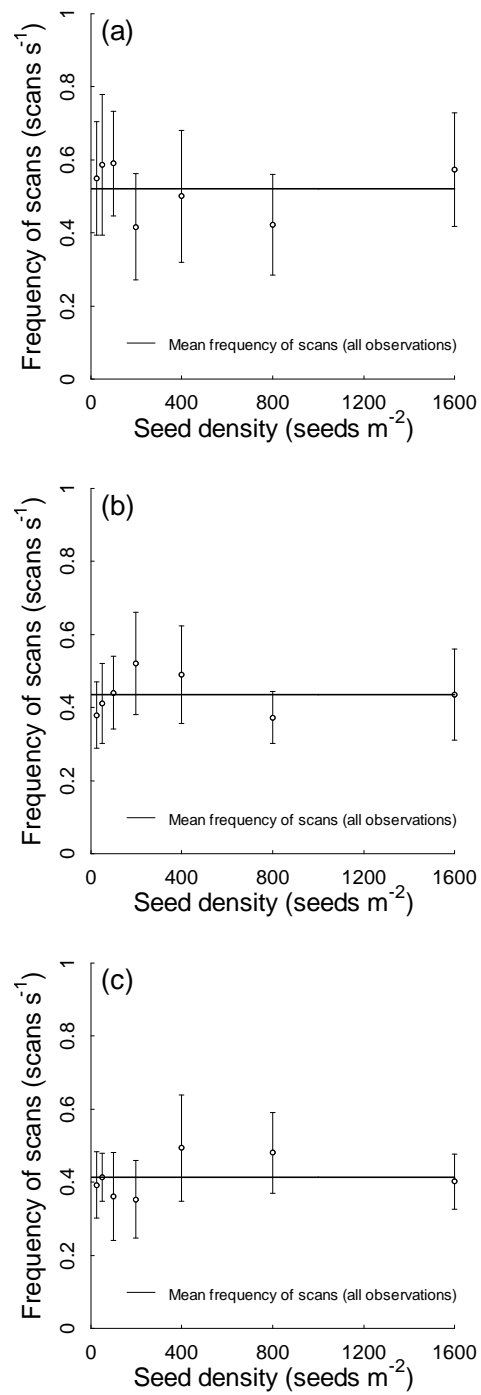 (a)
Frequency of scans (scans s-1)
1
0.8
0.6
0.4
0.2
0
Mean frequency of scans (all observations)
0 400 800 1200 1600
Seed density (seeds m-2)
(b)
Frequency of scans (scans s-1)
1
0.8
0.6
0.4
0.2
0
Mean frequency of scans (all observations)
0 400 800 1200 1600
Seed density (seeds m-2)
(c)
Frequency of scans (scans s-1)
1
0.8
0.6
0.4
0.2
0
Mean frequency of scans (all observations)
0 400 800 1200 1600
Seed density (seeds m-2)